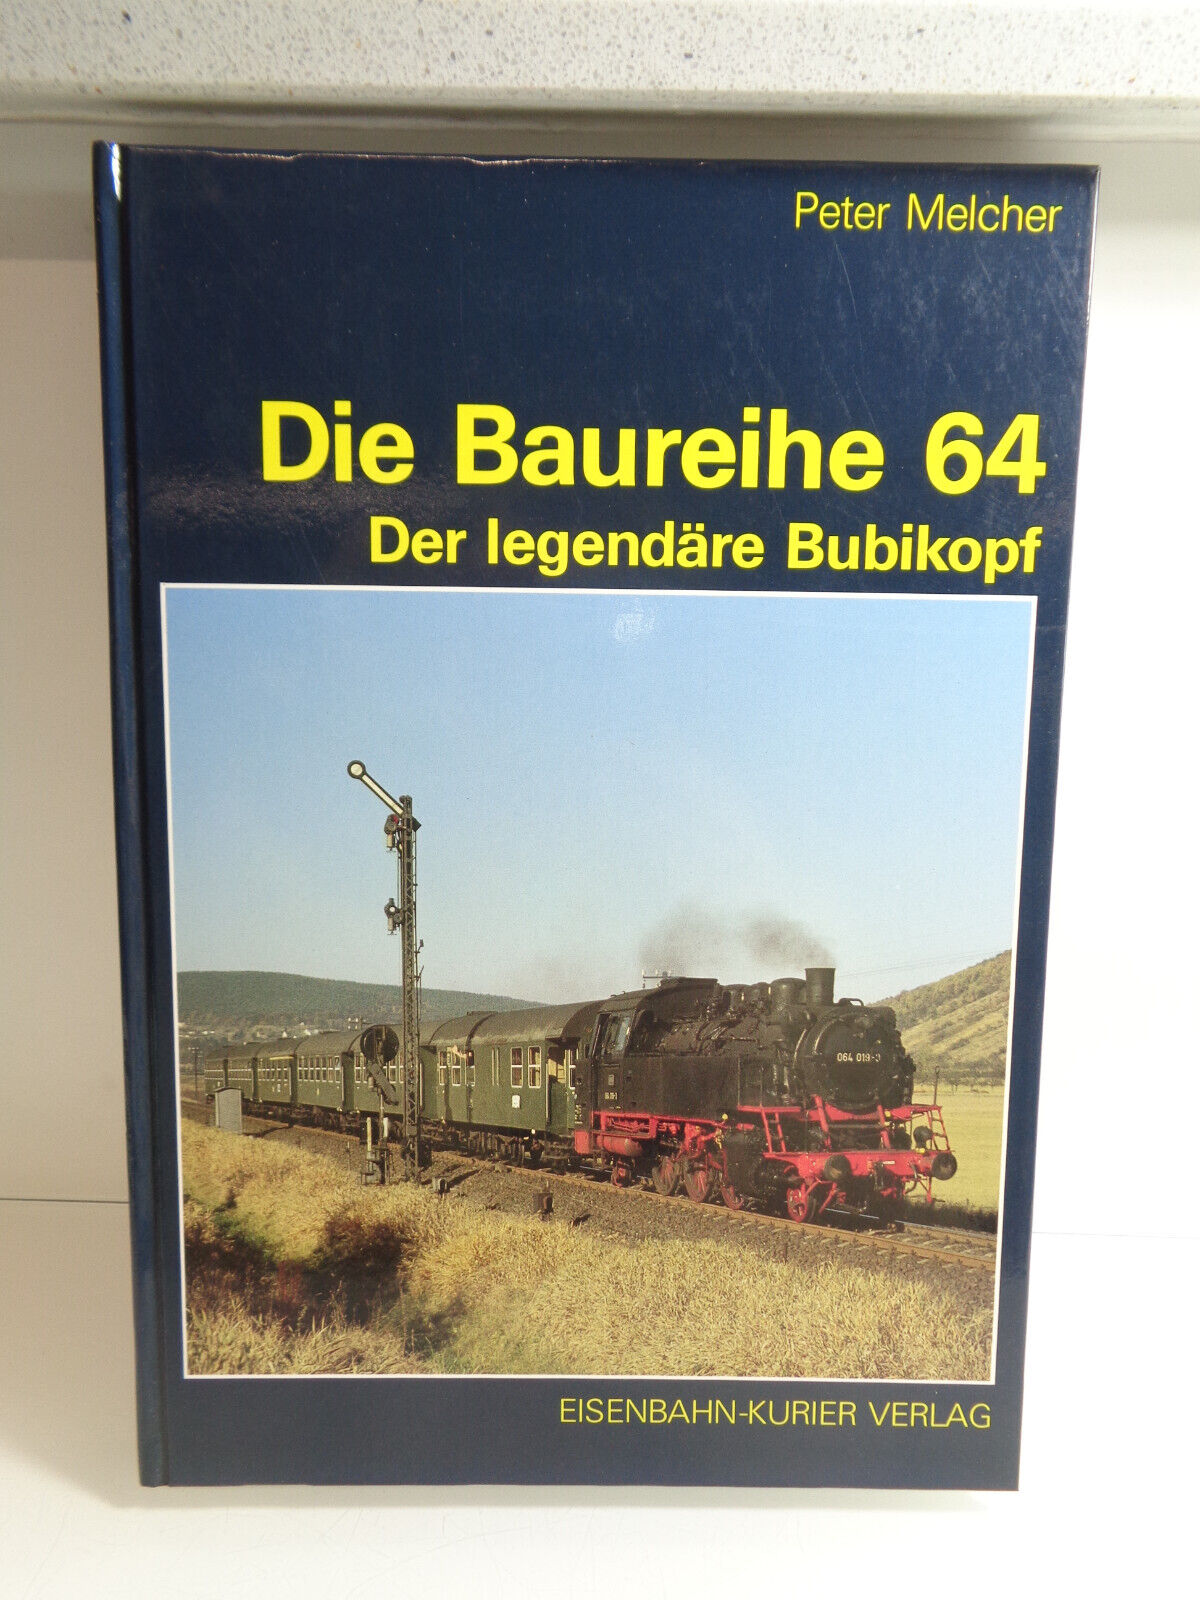 Peter Melcher
Die Baureihe 64
Der legendäre Bubikopf
064 019-3
EISENBAHN-KURIER VERLAG